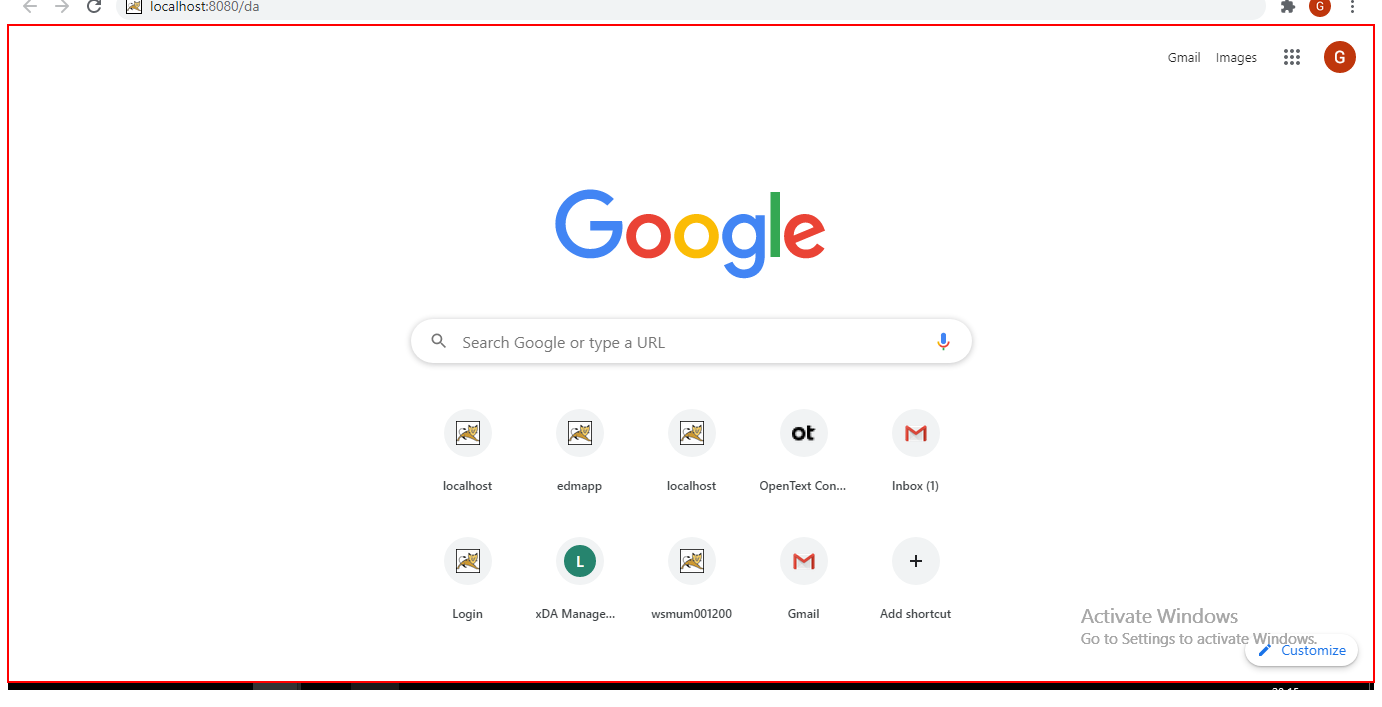 localhost:8080/da
G
Gmail Images
G
Google
Search Google or type a URL
ot
localhost edmapp localhost OpenText Con... Inbox (1)
L
Login xDA Manage... wsmum001200 Gmail Add shortcut
Activate Windows
Go to Settings to activate Windows.
Customize